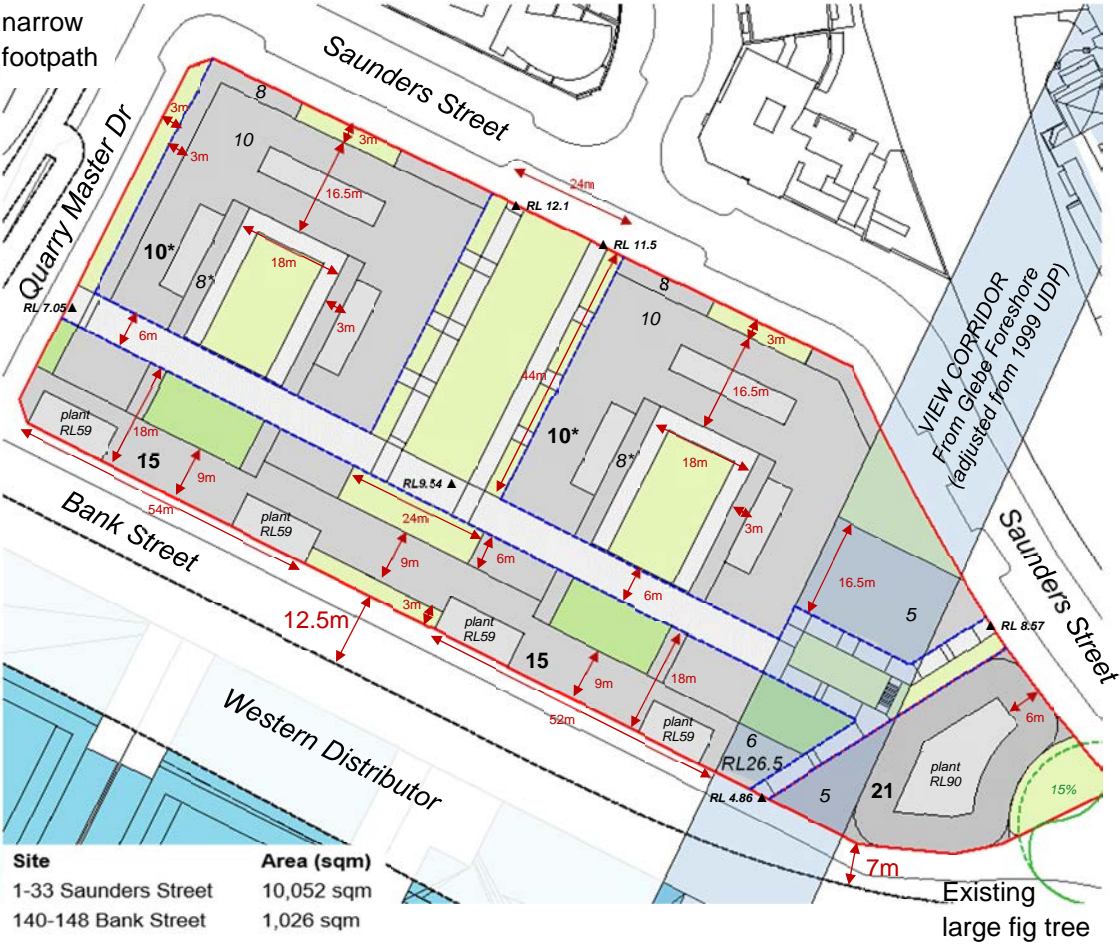 narrow
footpath
Saunders Street
Quarry Master Dr
8
10
3m
3m
3m
16.5m
24m
RL 12.1
RL 11.5
10*
8*
18m
3m
RL 7.05
6m
44m
8
10
3m
16.5m
10*
8*
18m
3m
VIEW CORRIDOR
From Glebe Foreshore
(adjusted from 1999 UDP)
Saunders Street
plant
RL59
18m
15
9m
RL9.54
24m
54m
Bank Street
plant
RL59
9m
6m
6m
16.5m
5
RL 8.57
12.5m
3m
plant
RL59
15
9m
18m
52m
plant
RL59
6
RL26.5
6m
plant
RL90
21
5
15%
RL 4.86
Western Distributor
7m
Existing
large fig tree
Site Area (sqm)
1-33 Saunders Street 10,052 sqm
140-148 Bank Street 1,026 sqm